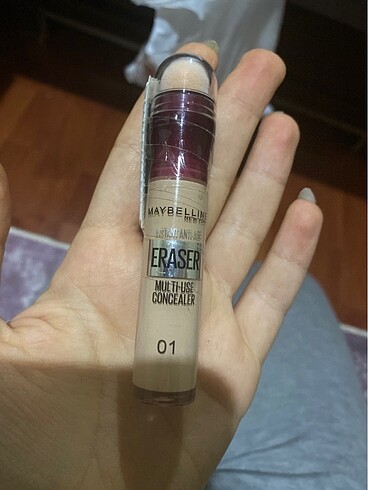 MAYBELLINE
NEW YORK
INSTANT ANTI-AGE
ERASER
MULTI-USE
CONCEALER
01